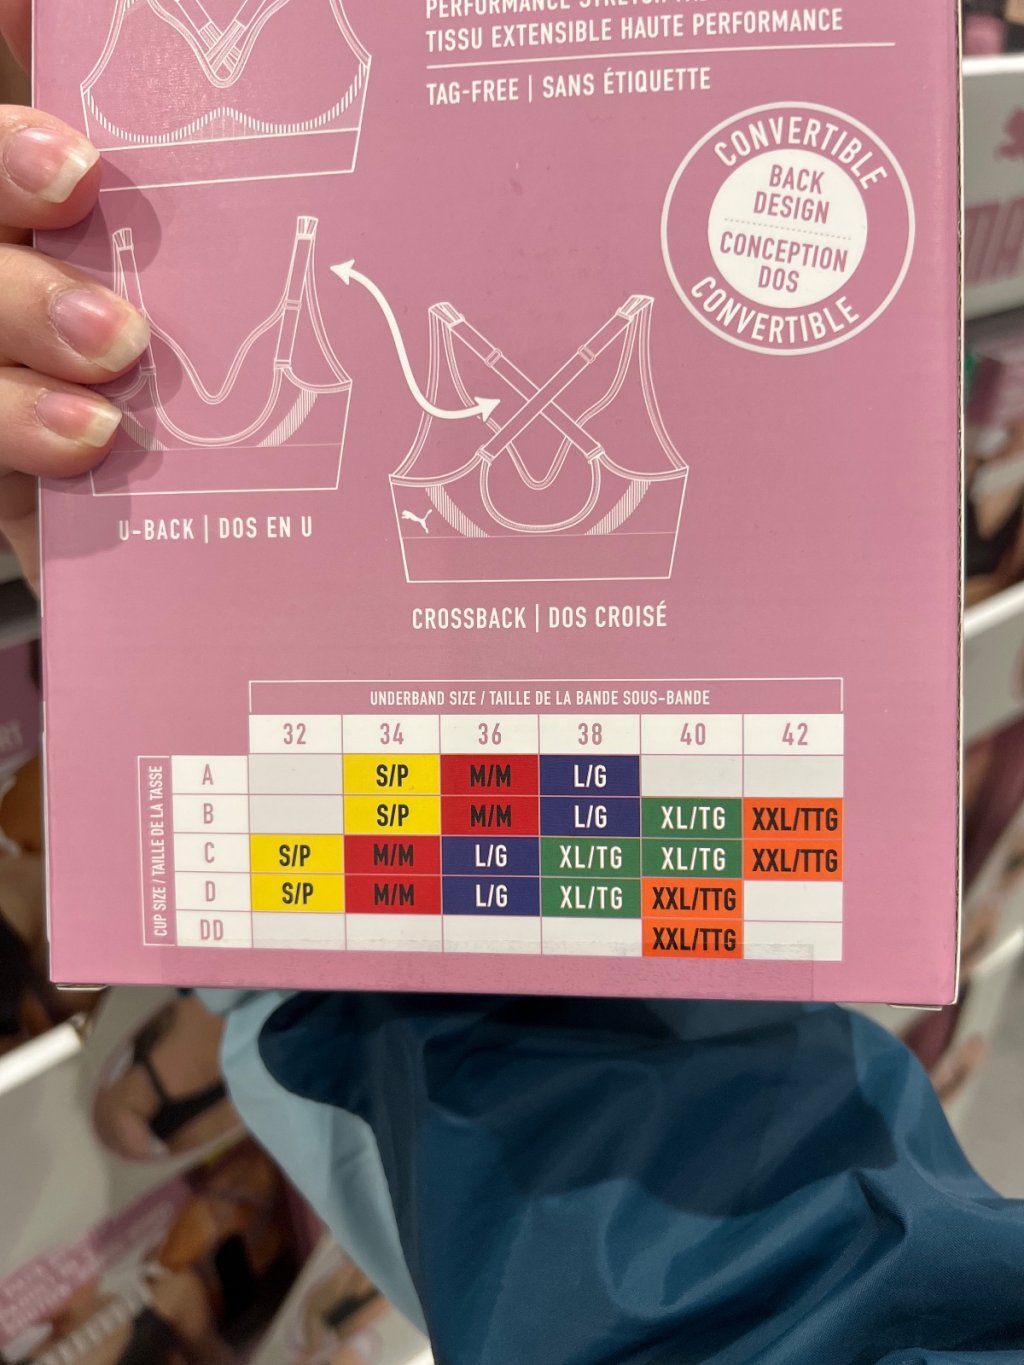 PERFORMANCE STRETCH
TISSU EXTENSIBLE HAUTE PERFORMANCE
TAG-FREE | SANS ÉTIQUETTE
CONVERTIBLE
BACK
DESIGN
CONCEPTION
DOS
CONVERTIBLE
U-BACK | DOS EN U
CROSSBACK | DOS CROISÉ
UNDERBAND SIZE / TAILLE DE LA BANDE SOUS-BANDE
32 34 36 38 40 42
CUP SIZE / TAILLE DE LA TASSE
A S/P M/M L/G
B S/P M/M L/G XL/TG XXL/TTG
C S/P M/M L/G XL/TG XL/TG XXL/TTG
D S/P M/M L/G XL/TG XXL/TTG
DD XXL/TTG